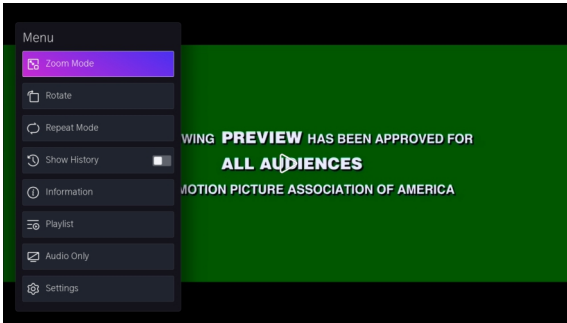 Menu
Zoom Mode
Rotate
Repeat Mode
Show History
Information
Playlist
Audio Only
Settings
WING PREVIEW HAS BEEN APPROVED FOR
ALL AUDIENCES
MOTION PICTURE ASSOCIATION OF AMERICA